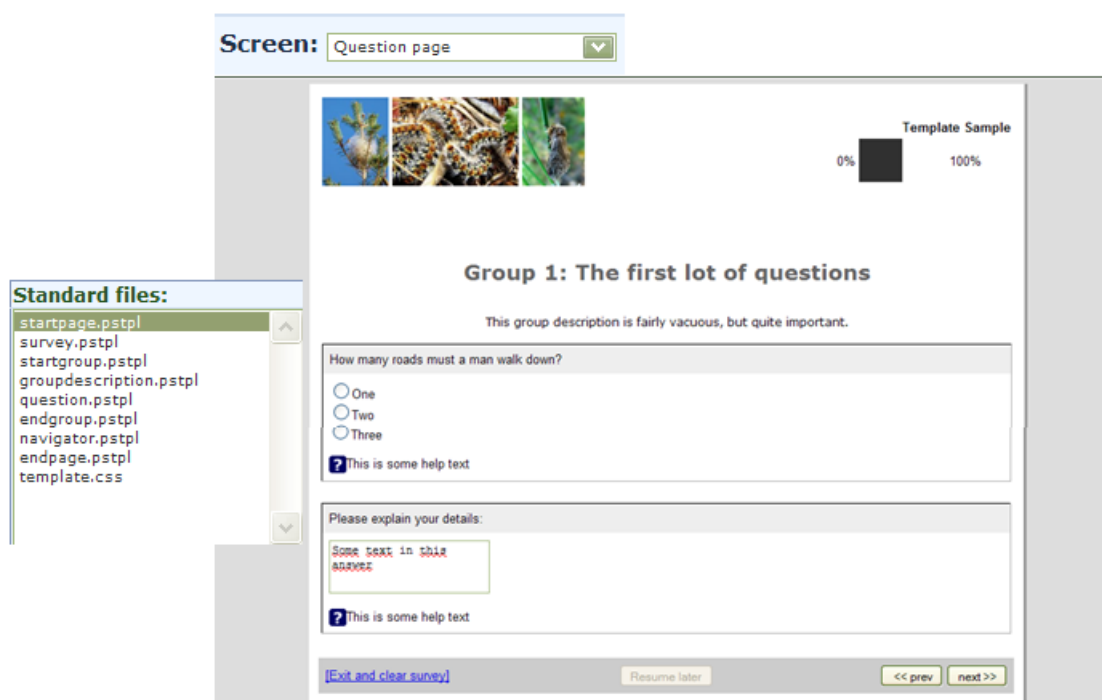 Screen: Question page
Template Sample
0% 100%
Group 1: The first lot of questions
This group description is fairly vacuous, but quite important.
Standard files:
startpage.pstpl
survey.pstpl
startgroup.pstpl
groupdescription.pstpl
question.pstpl
endgroup.pstpl
navigator.pstpl
endpage.pstpl
template.css
How many roads must a man walk down?
One
Two
Three
?This is some help text
Please explain your details:
Some text in this
answer
?This is some help text
[Exit and clear survey] Resume later << prev next >>